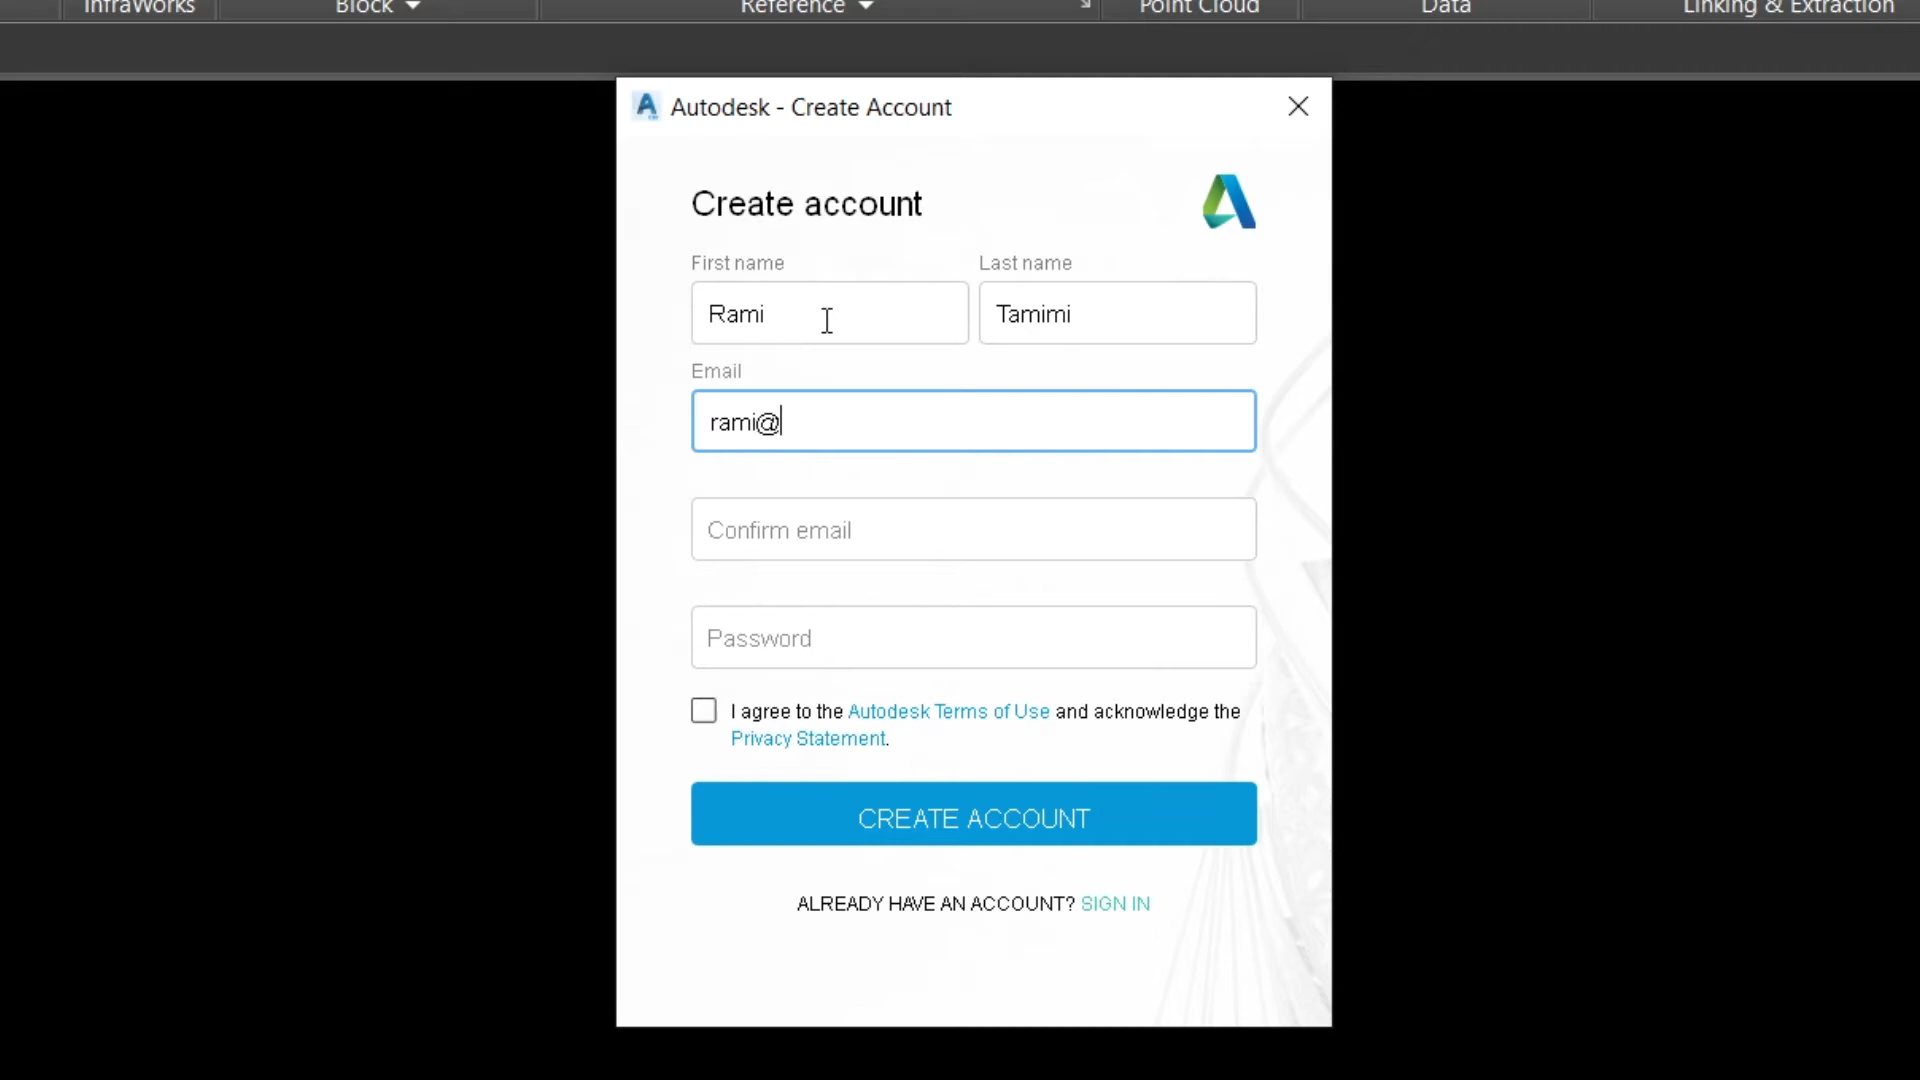 InfraWorks Block Reference Point Cloud Data Linking & Extraction
Autodesk - Create Account
Create account
First name Last name
Rami Tamimi
Email
rami@
Confirm email
Password
I agree to the Autodesk Terms of Use and acknowledge the
Privacy Statement.
CREATE ACCOUNT
ALREADY HAVE AN ACCOUNT? SIGN IN